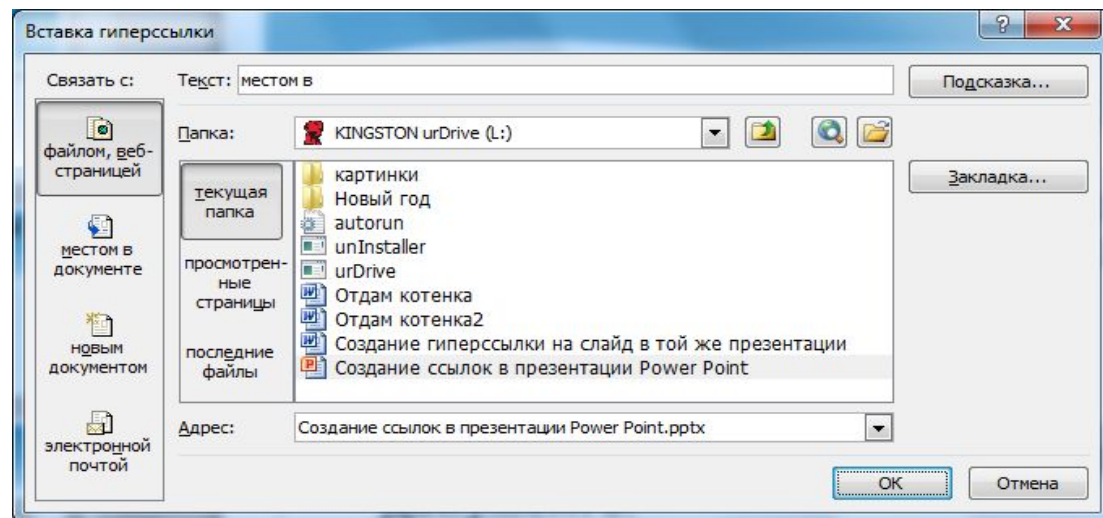 Вставка гиперссылки
Связать с:
Текст: местом в
Подсказка...
файлом, веб-
страницей
Папка: KINGSTON urDrive (L:)
текущая
папка
картинки
Новый год
autorun
unInstaller
urDrive
Отдам котенка
Отдам котенка2
Создание гиперссылки на слайд в той же презентации
Создание ссылок в презентации Power Point
Закладка...
местом в
документе
просмотрен-
ные
страницы
новым
документом
последние
файлы
электронной
почтой
Адрес: Создание ссылок в презентации Power Point.pptx
ОК
Отмена